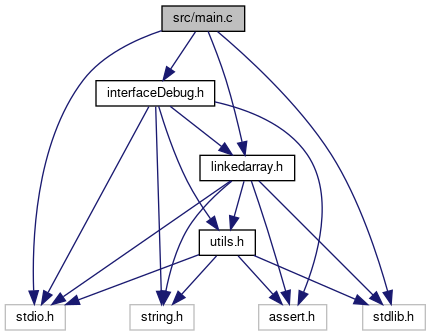 src/main.c
interfaceDebug.h
linkedarray.h
utils.h
stdio.h
string.h
assert.h
stdlib.h